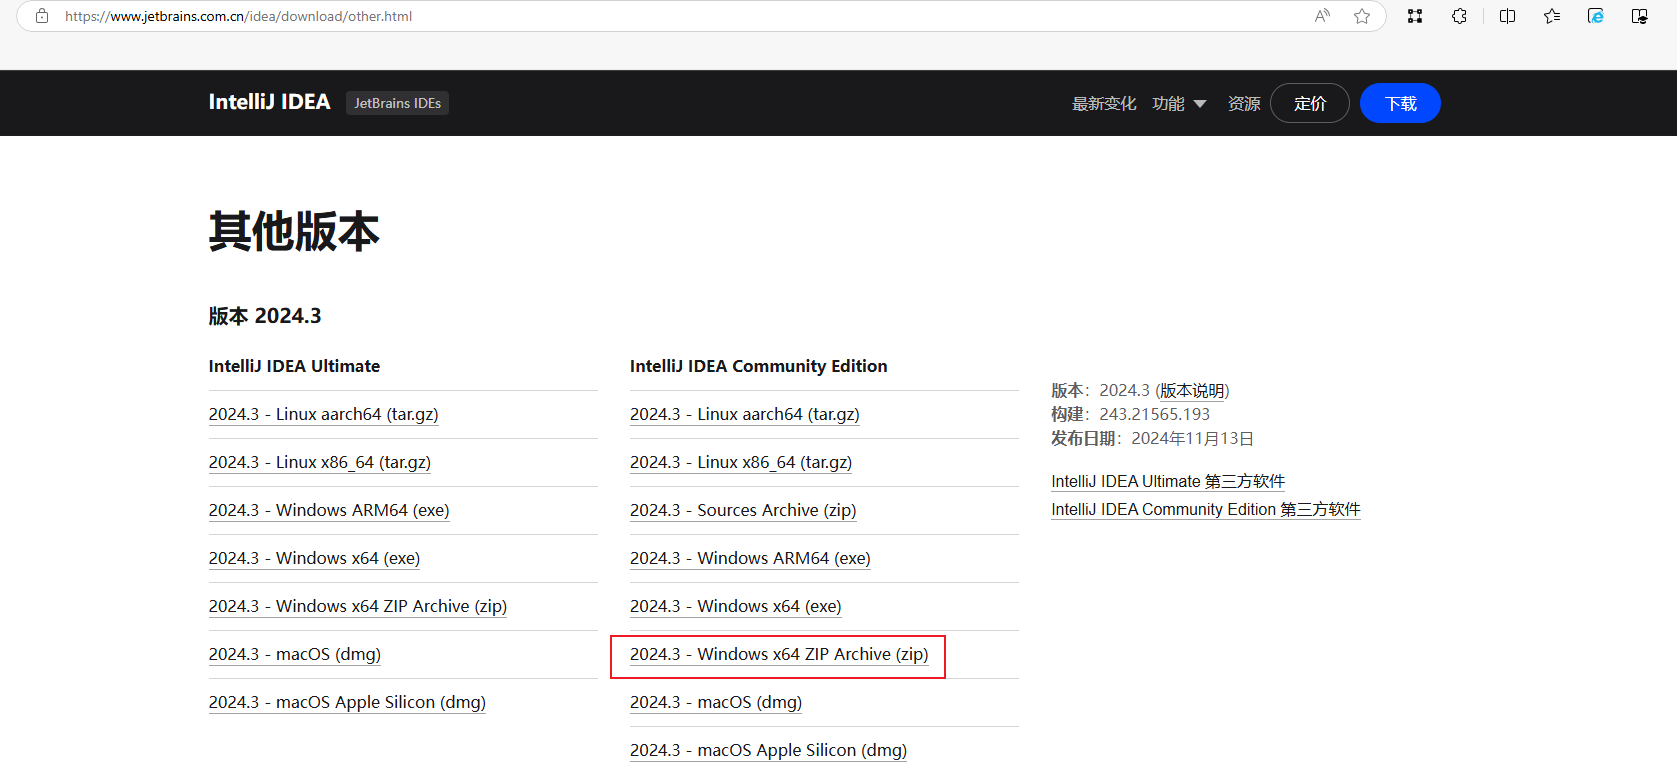 https://www.jetbrains.com.cn/idea/download/other.html
IntelliJ IDEA
JetBrains IDEs
最新变化
功能
资源
定价
下载
其他版本
版本 2024.3
IntelliJ IDEA Ultimate
2024.3 - Linux aarch64 (tar.gz)
2024.3 - Linux x86_64 (tar.gz)
2024.3 - Windows ARM64 (exe)
2024.3 - Windows x64 (exe)
2024.3 - Windows x64 ZIP Archive (zip)
2024.3 - macOS (dmg)
2024.3 - macOS Apple Silicon (dmg)
IntelliJ IDEA Community Edition
2024.3 - Linux aarch64 (tar.gz)
2024.3 - Linux x86_64 (tar.gz)
2024.3 - Sources Archive (zip)
2024.3 - Windows ARM64 (exe)
2024.3 - Windows x64 (exe)
2024.3 - Windows x64 ZIP Archive (zip)
2024.3 - macOS (dmg)
2024.3 - macOS Apple Silicon (dmg)
版本：2024.3 (版本说明)
构建：243.21565.193
发布日期：2024年11月13日
IntelliJ IDEA Ultimate 第三方软件
IntelliJ IDEA Community Edition 第三方软件